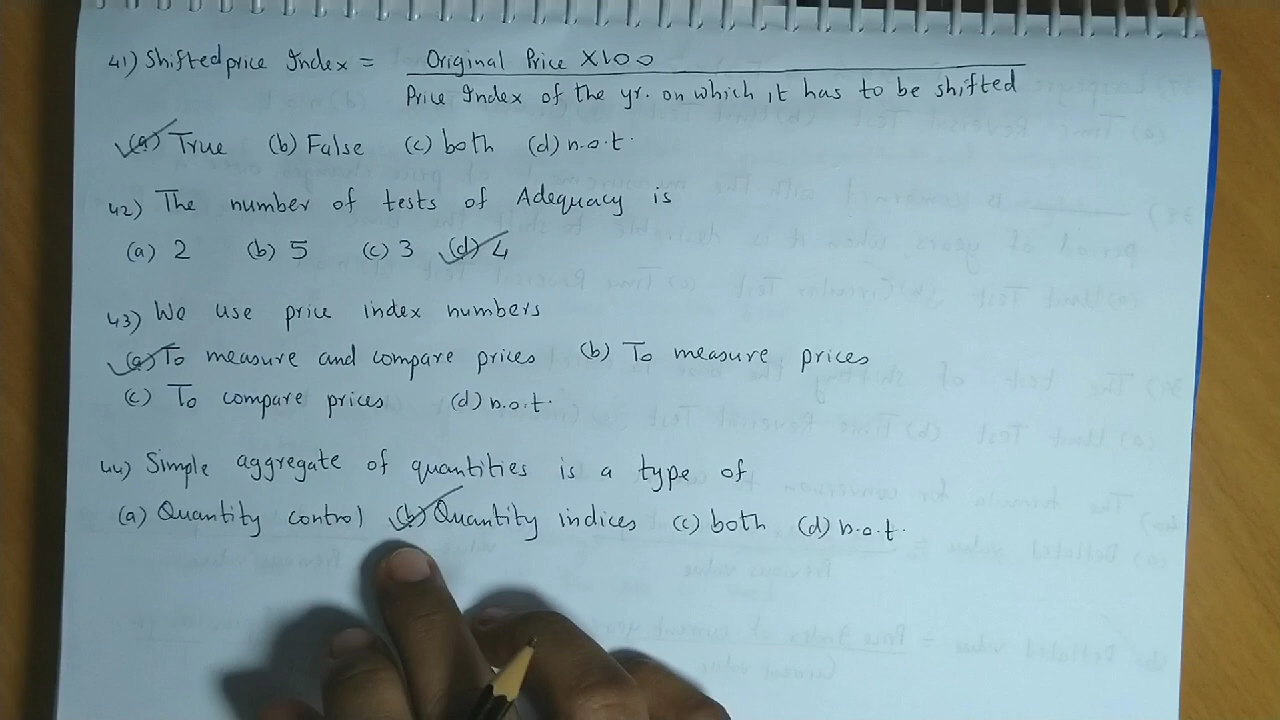 41) Shifted price Index = Original Price X100
Price Index of the yr. on which it has to be shifted
(a) True (b) False (c) both (d) n.o.t.
42) The number of tests of Adequacy is
(a) 2 (b) 5 (c) 3 (d) 4
43) We use price index numbers
(a) To measure and compare prices (b) To measure prices
(c) To compare prices (d) n.o.t.
44) Simple aggregate of quantities is a type of
(a) Quantity control (b) Quantity indices (c) both (d) n.o.t.